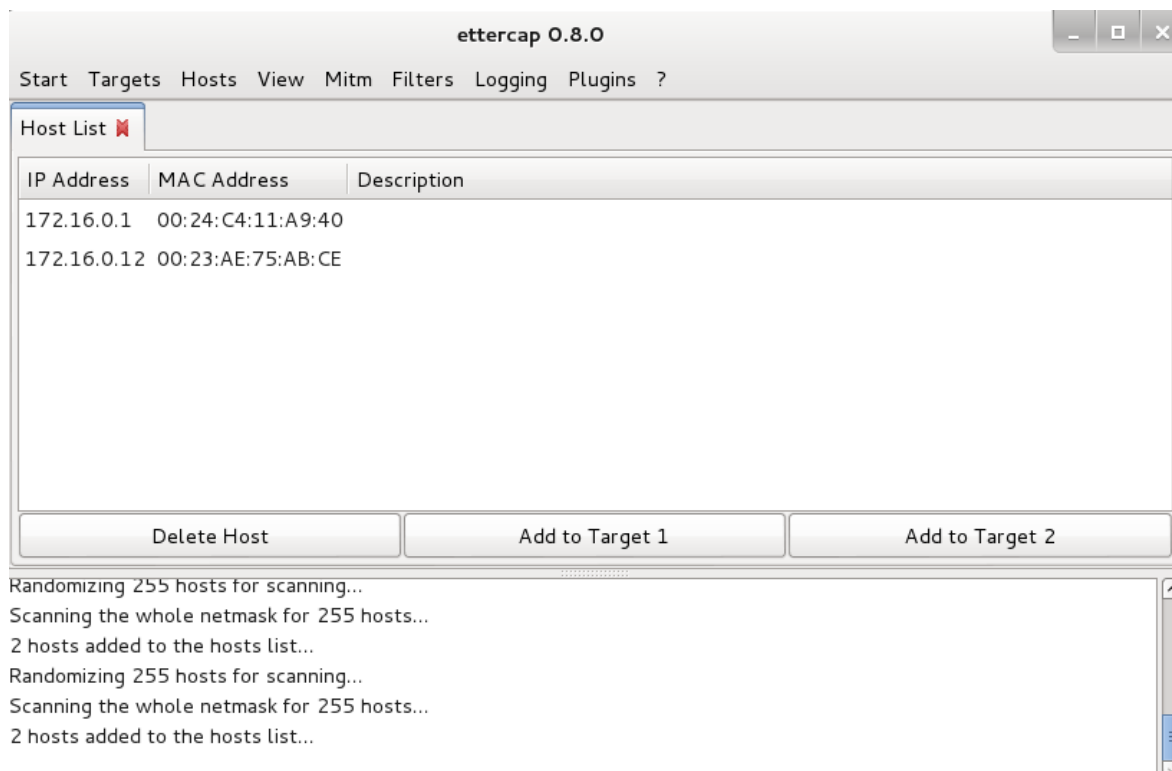 ettercap 0.8.0
Start Targets Hosts View Mitm Filters Logging Plugins ?
Host List
IP Address MAC Address Description
172.16.0.1 00:24:C4:11:A9:40
172.16.0.12 00:23:AE:75:AB:CE
Delete Host Add to Target 1 Add to Target 2
Randomizing 255 hosts for scanning...
Scanning the whole netmask for 255 hosts...
2 hosts added to the hosts list...
Randomizing 255 hosts for scanning...
Scanning the whole netmask for 255 hosts...
2 hosts added to the hosts list...